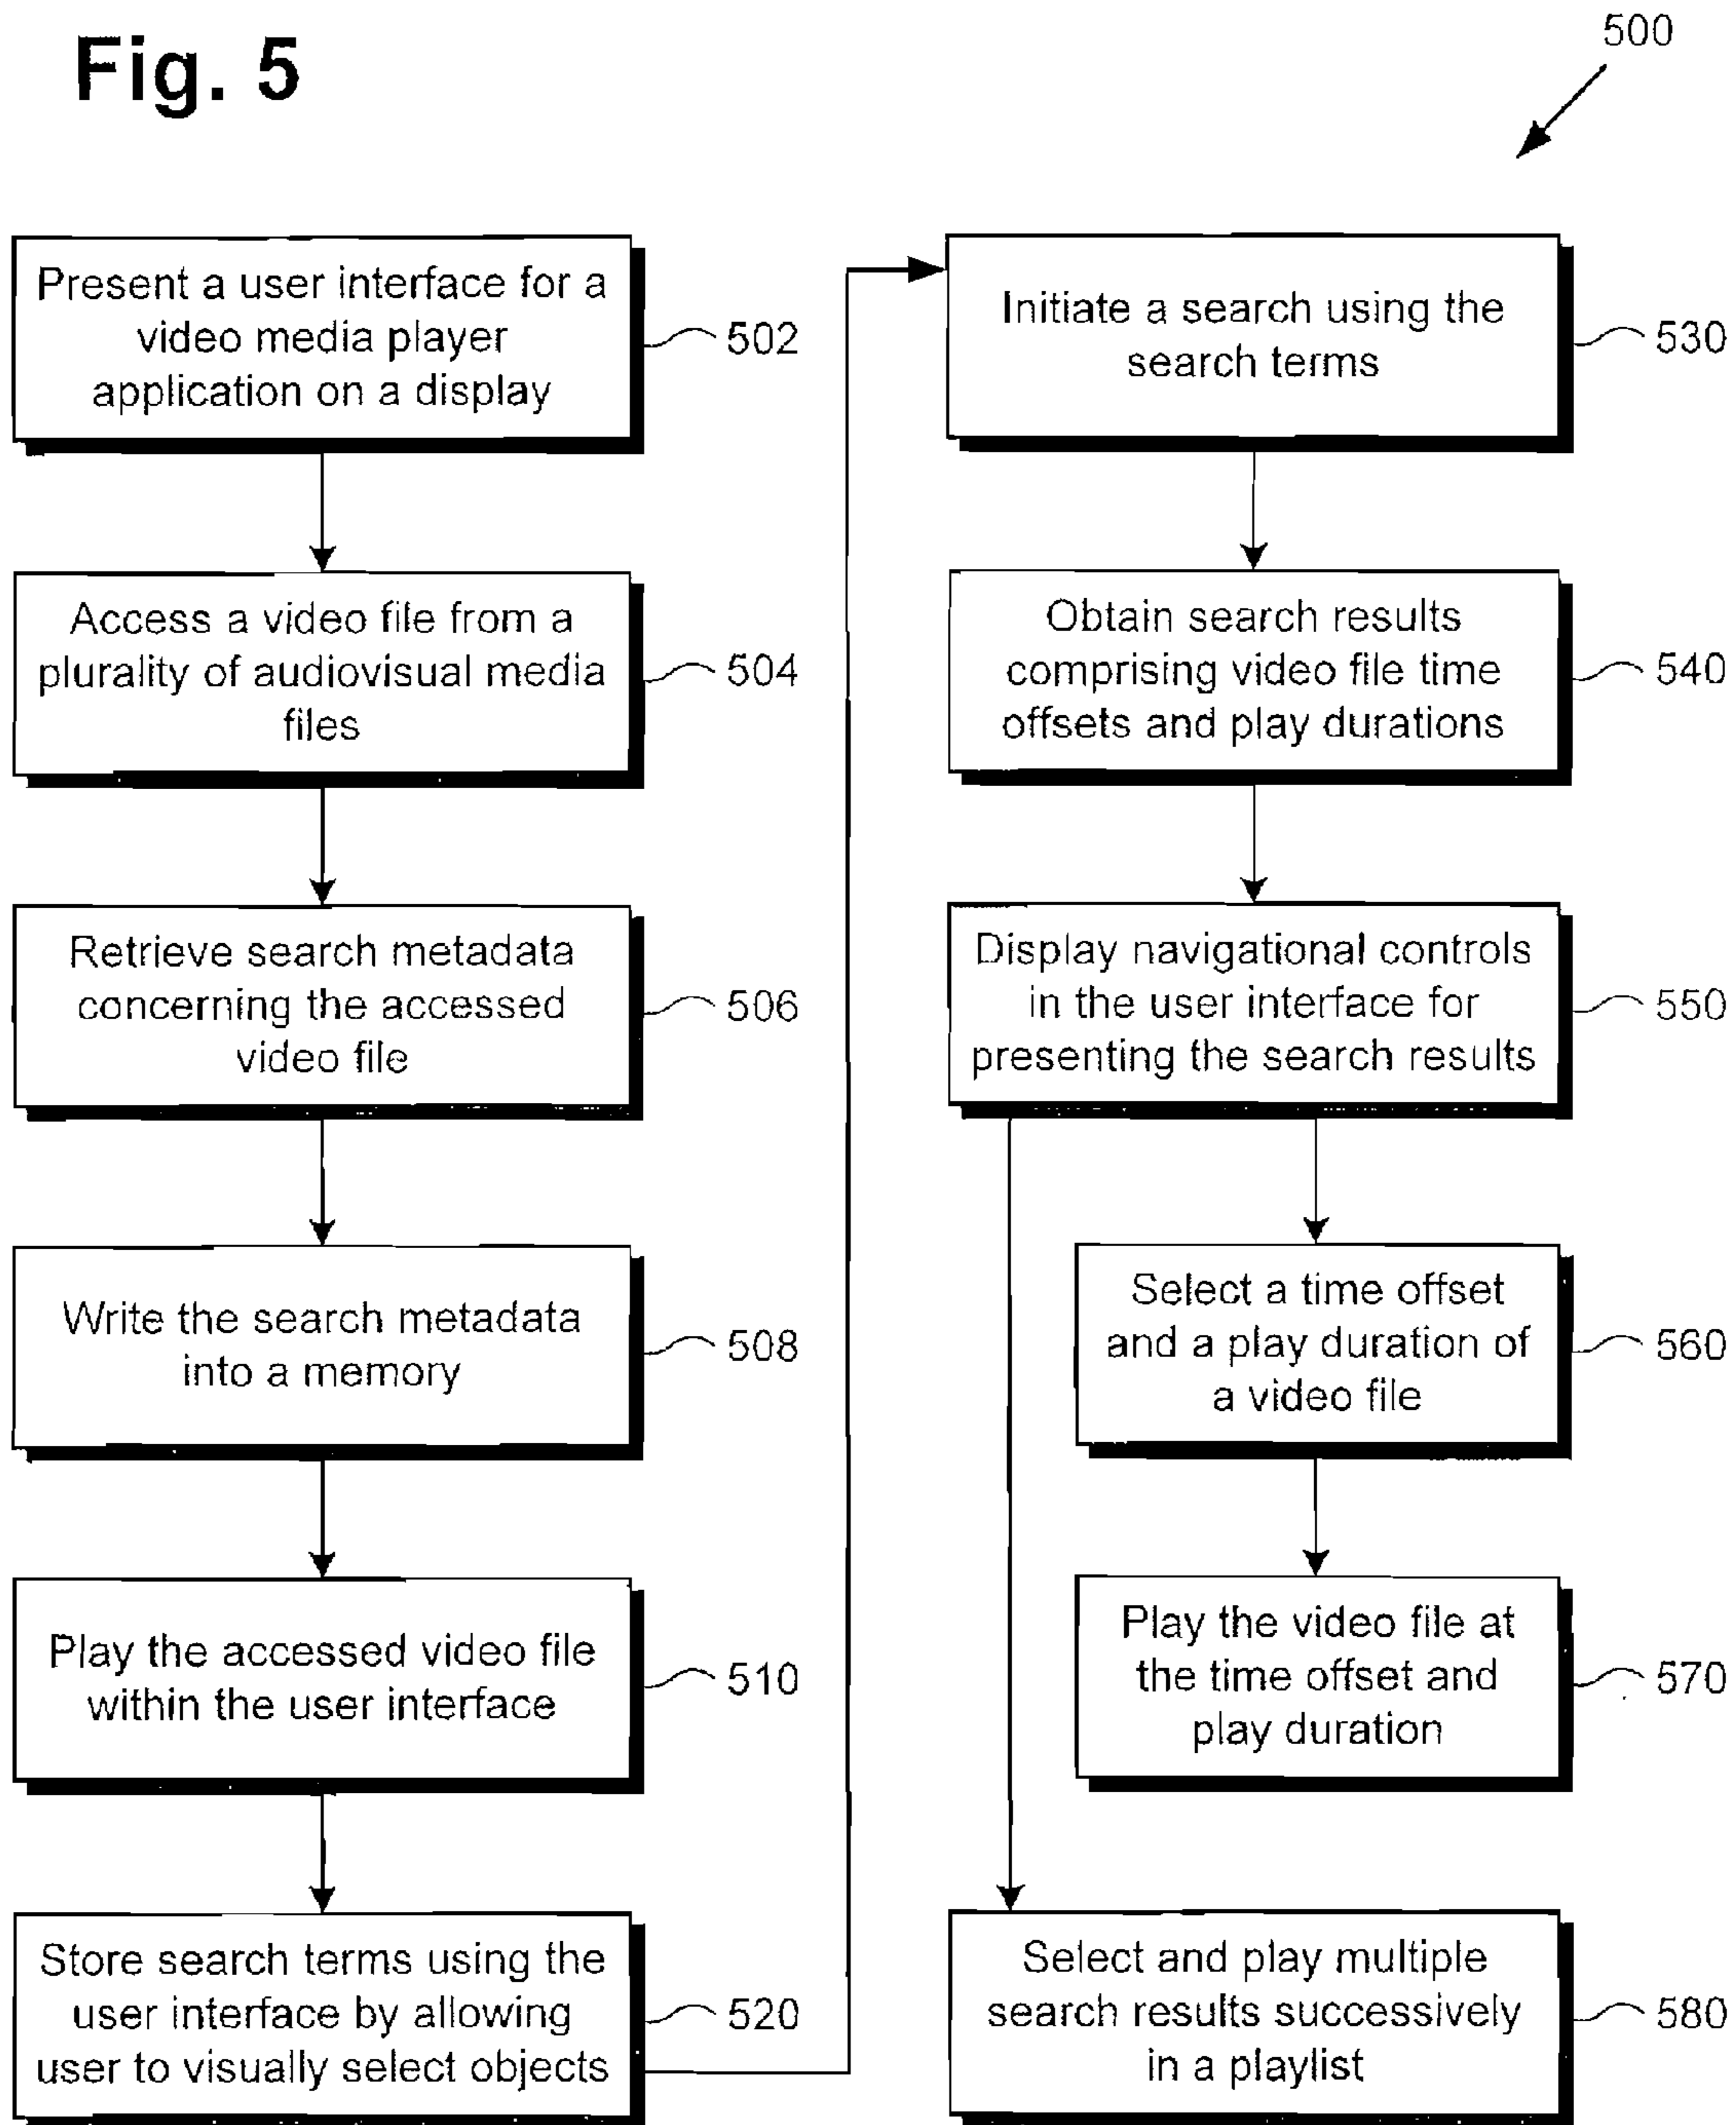 Fig. 5
500
Present a user interface for a
video media player
application on a display
502
Access a video file from a
plurality of audiovisual media
files
504
Retrieve search metadata
concerning the accessed
video file
506
Write the search metadata
into a memory
508
Play the accessed video file
within the user interface
510
Store search terms using the
user interface by allowing
user to visually select objects
520
Initiate a search using the
search terms
530
Obtain search results
comprising video file time
offsets and play durations
540
Display navigational controls
in the user interface for
presenting the search results
550
Select a time offset
and a play duration of
a video file
560
Play the video file at
the time offset and
play duration
570
Select and play multiple
search results successively
in a playlist
580